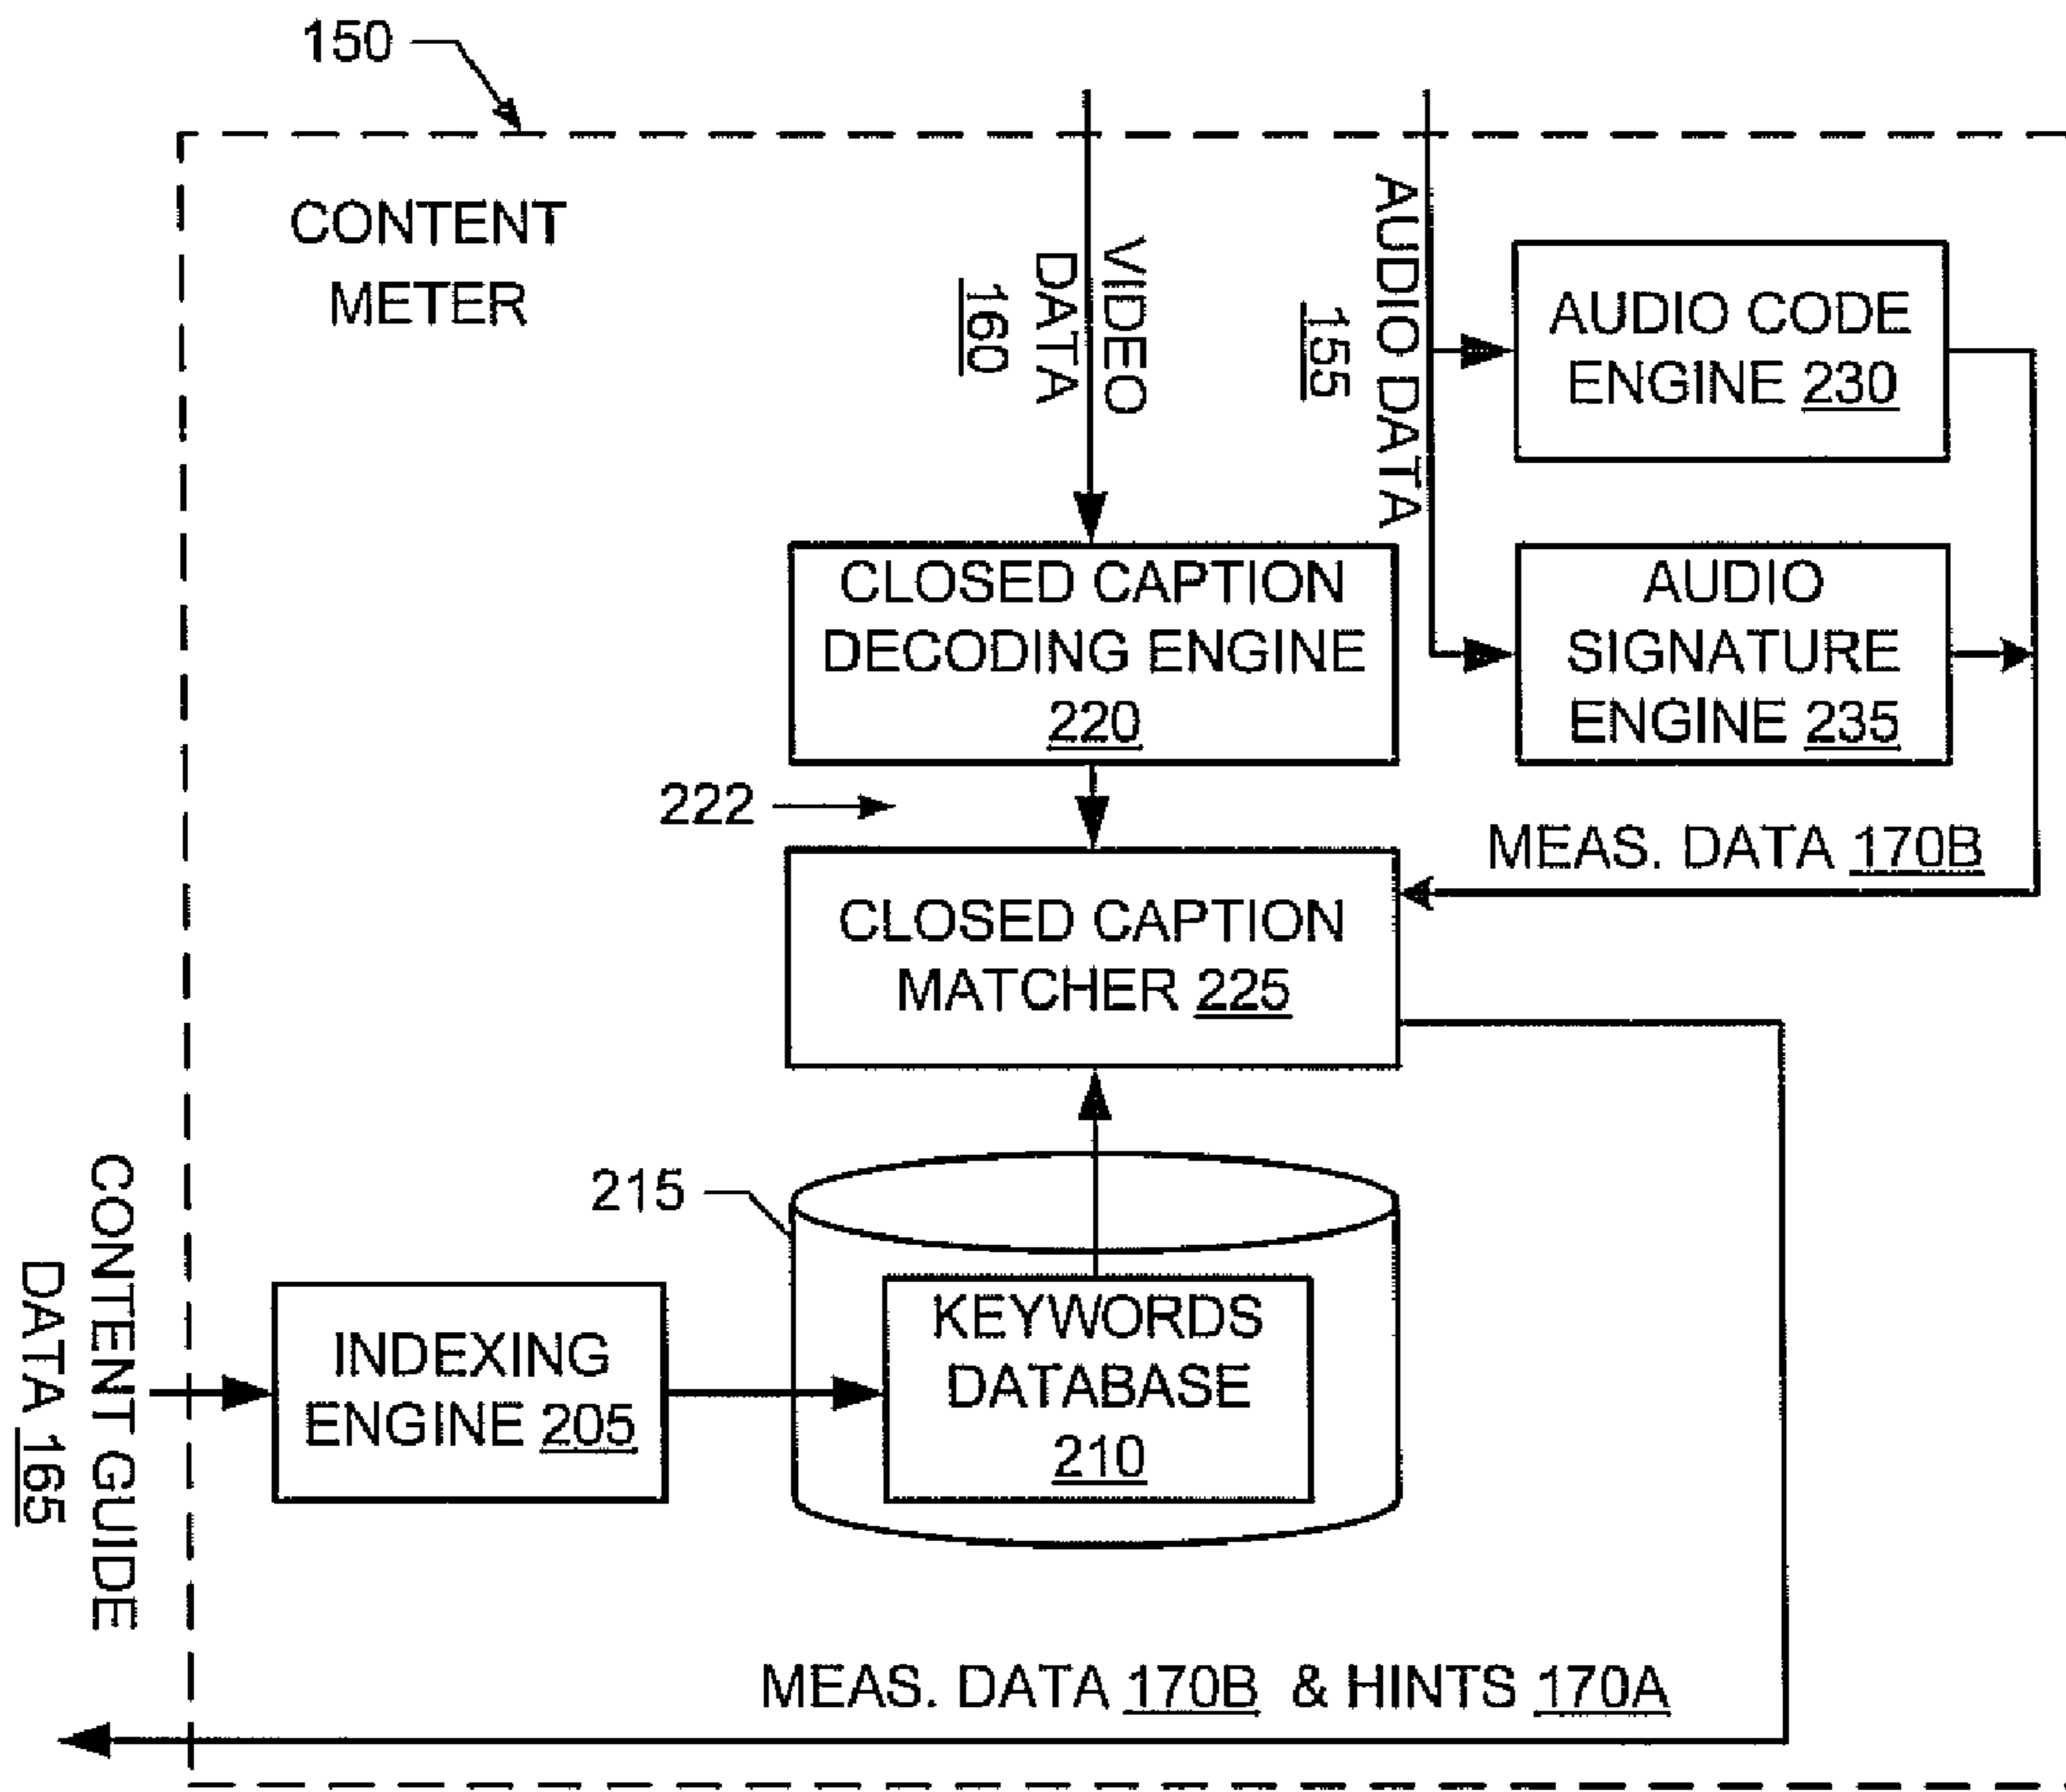 150
CONTENT
METER
VIDEO
DATA
160
AUDIO DATA
155
AUDIO CODE
ENGINE 230
CLOSED CAPTION
DECODING ENGINE
220
AUDIO
SIGNATURE
ENGINE 235
222
MEAS. DATA 170B
CLOSED CAPTION
MATCHER 225
215
CONTENT GUIDE
DATA 165
INDEXING
ENGINE 205
KEYWORDS
DATABASE
210
MEAS. DATA 170B & HINTS 170A